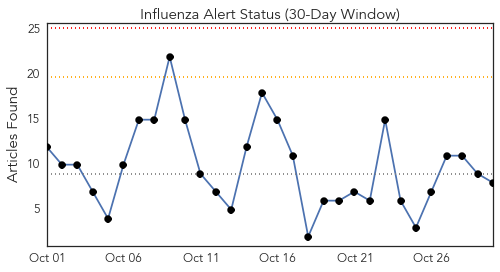 Influenza Alert Status (30-Day Window)
Articles Found
25
20
15
10
5
Oct 01 Oct 06 Oct 11 Oct 16 Oct 21 Oct 26